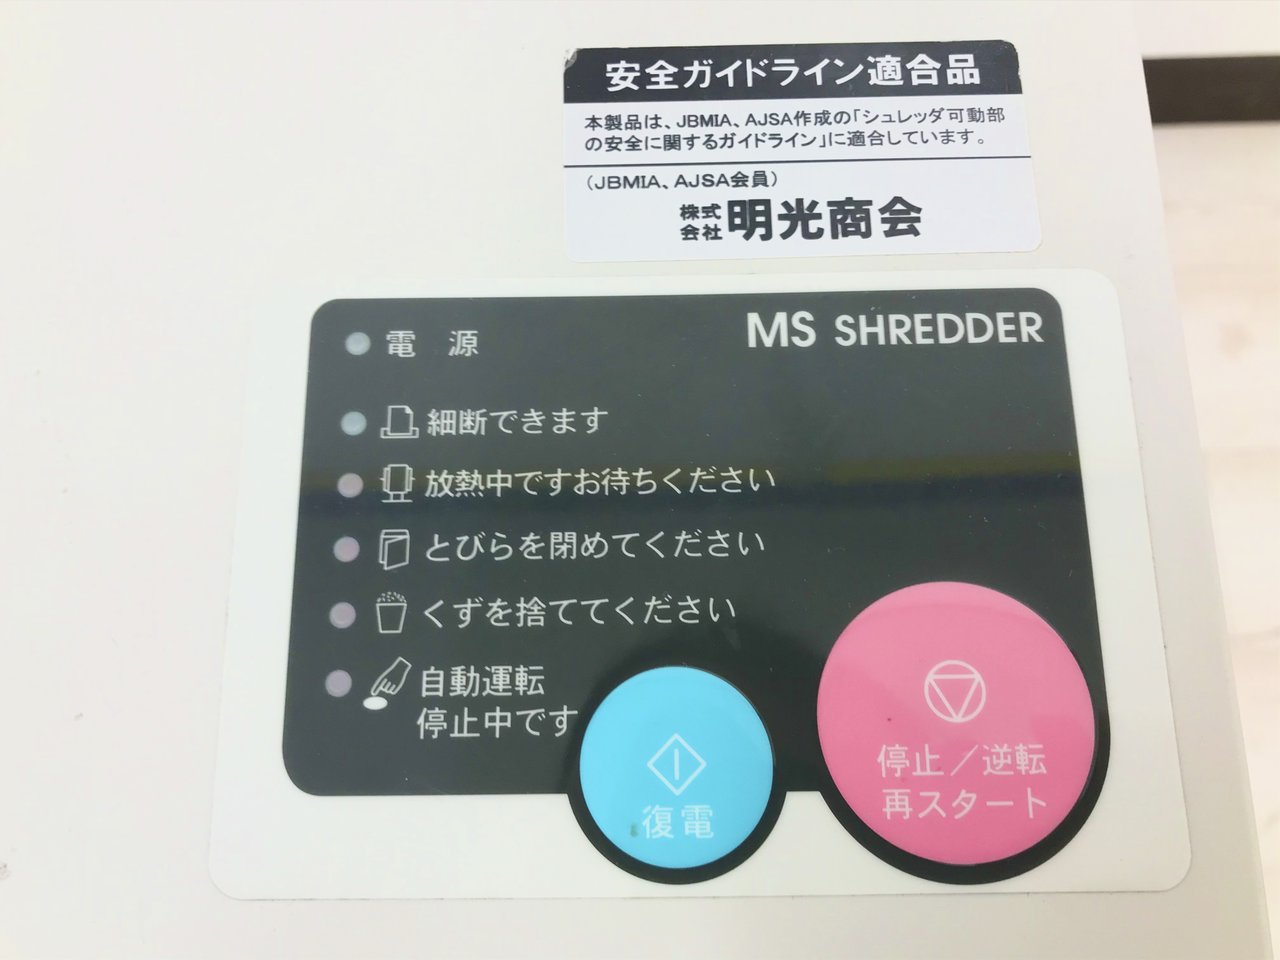 安全ガイドライン適合品
本製品は、JBMIA、AJSA作成の「シュレッダ可動部
の安全に関するガイドライン」に適合しています。
（JBMIA、AJSA会員）
株式会社明光商会
MS SHREDDER
電 源
細断できます
放熱中ですお待ちください
とびらを閉めてください
くずを捨ててください
自動運転
停止中です
復電
停止／逆転
再スタート